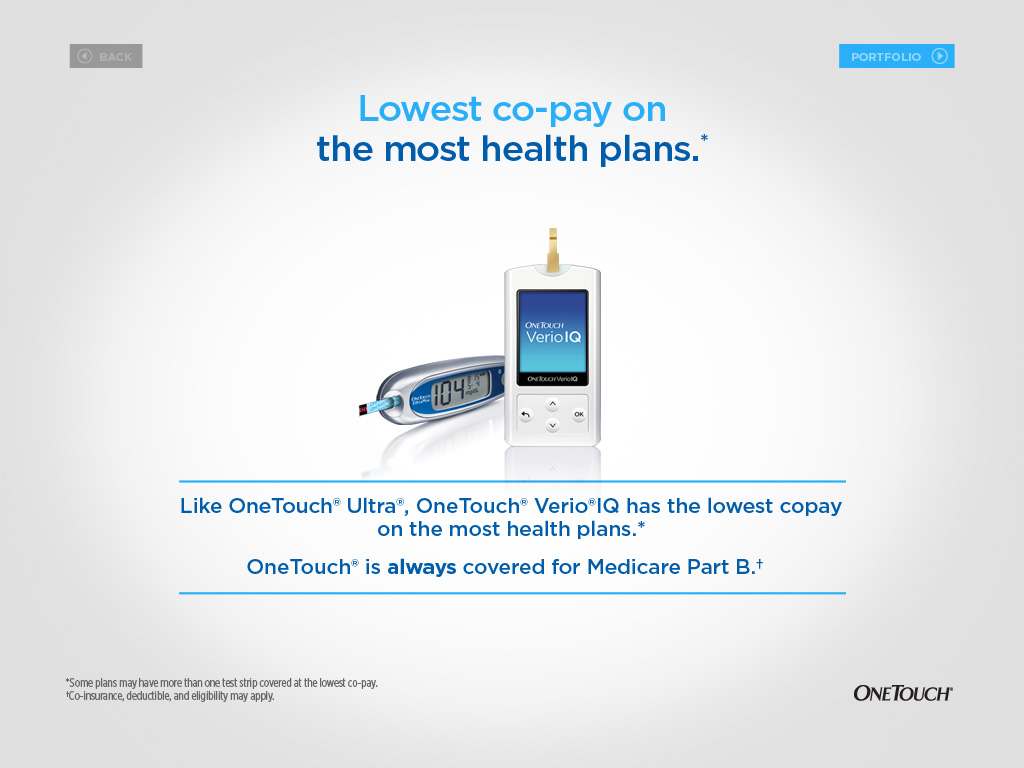 BACK
PORTFOLIO
Lowest co-pay on
the most health plans.*
ONETOUCH
VerioIQ
ONETOUCH VerioIQ
OK
104
Like OneTouch® Ultra®, OneTouch® Verio®IQ has the lowest copay
on the most health plans.*
OneTouch® is always covered for Medicare Part B.†
*Some plans may have more than one test strip covered at the lowest co-pay.
†Co-insurance, deductible, and eligibility may apply.
ONETOUCH®